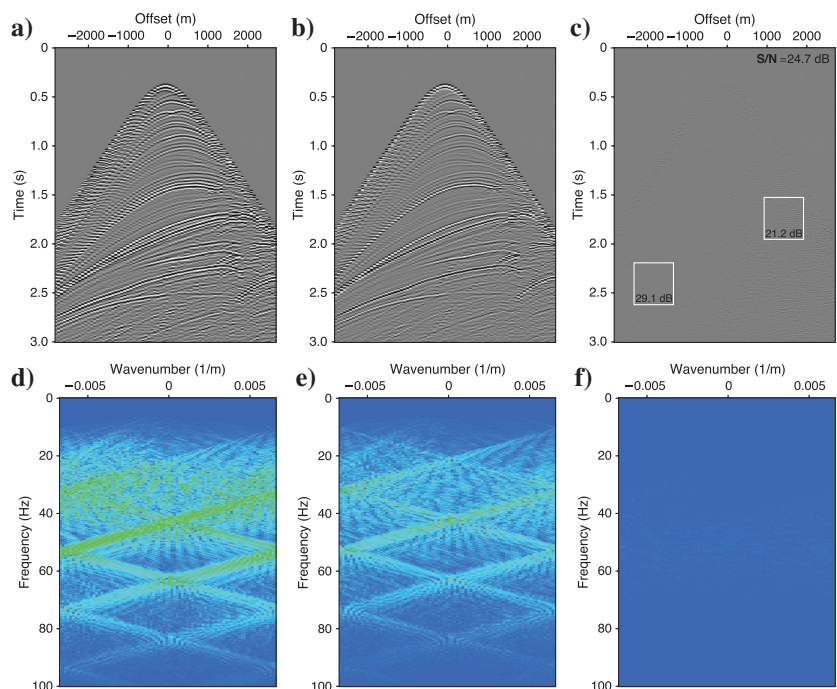 a)
Offset (m)
−2000 −1000 0 1000 2000
Time (s)
0
0.5
1.0
1.5
2.0
2.5
3.0
b)
Offset (m)
−2000 −1000 0 1000 2000
Time (s)
0
0.5
1.0
1.5
2.0
2.5
3.0
c)
Offset (m)
−2000 −1000 0 1000 2000
S/N =24.7 dB
Time (s)
0
0.5
1.0
1.5
2.0
2.5
3.0
21.2 dB
29.1 dB
d)
Wavenumber (1/m)
−0.005 0 0.005
Frequency (Hz)
0
20
40
60
80
100
e)
Wavenumber (1/m)
−0.005 0 0.005
Frequency (Hz)
0
20
40
60
80
100
f)
Wavenumber (1/m)
−0.005 0 0.005
Frequency (Hz)
0
20
40
60
80
100